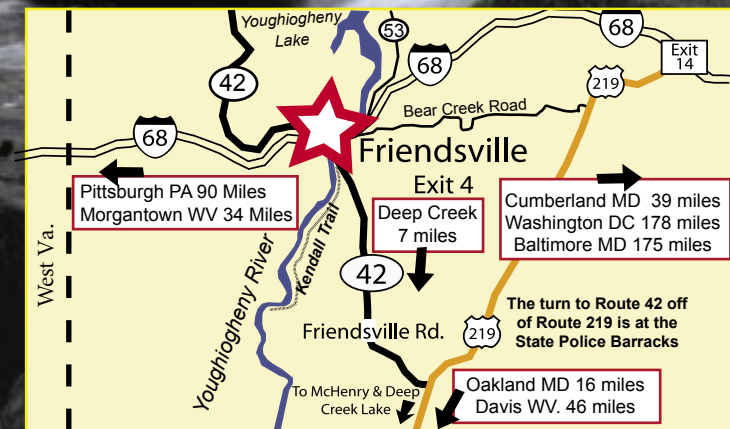 Youghiogheny
Lake
53
68
68
Exit
14
42
219
Bear Creek Road
68
Friendsville
Exit 4
Pittsburgh PA 90 Miles
Morgantown WV 34 Miles
Deep Creek
7 miles
Cumberland MD 39 miles
Washington DC 178 miles
Baltimore MD 175 miles
West Va.
Youghiogheny River
Kendall Trail
42
Friendsville Rd.
219
The turn to Route 42 off
of Route 219 is at the
State Police Barracks
To McHenry & Deep
Creek Lake
Oakland MD 16 miles
Davis WV. 46 miles